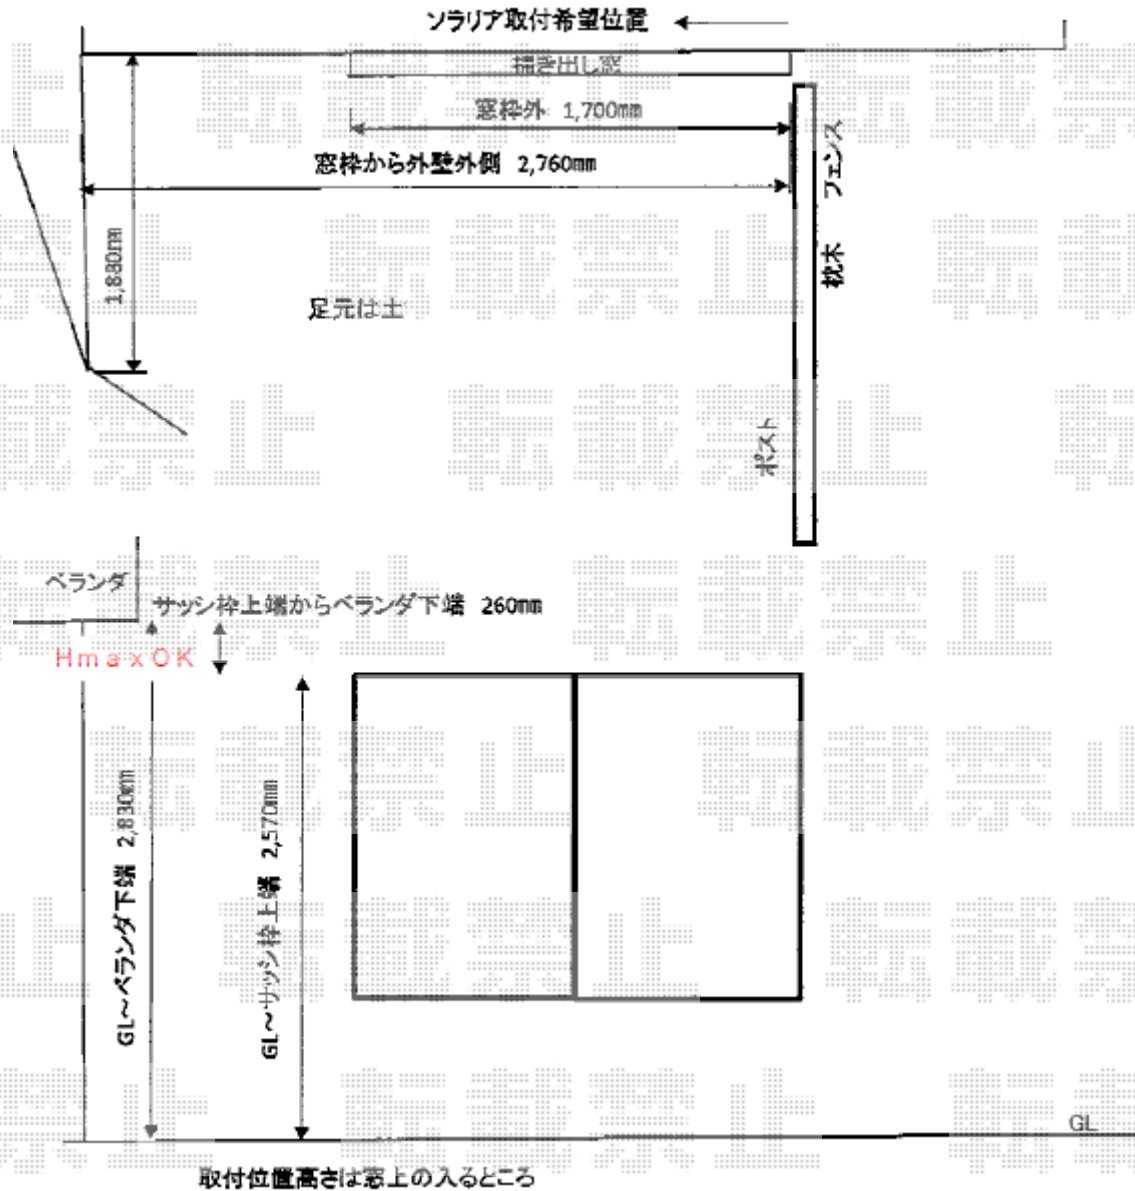 ソラリア取付希望位置
掃き出し窓
窓枠外 1,700mm
窓枠から外壁外側 2,760mm
1,880mm
フェンス
枕木
足元は土
ポスト
ベランダ
サッシ枠上端からベランダ下端 260mm
HmaxOK
GL～ベランダ下端 2,830mm
GL～サッシ枠上端 2,570mm
GL
取付位置高さは窓上の入るところ
転載禁止